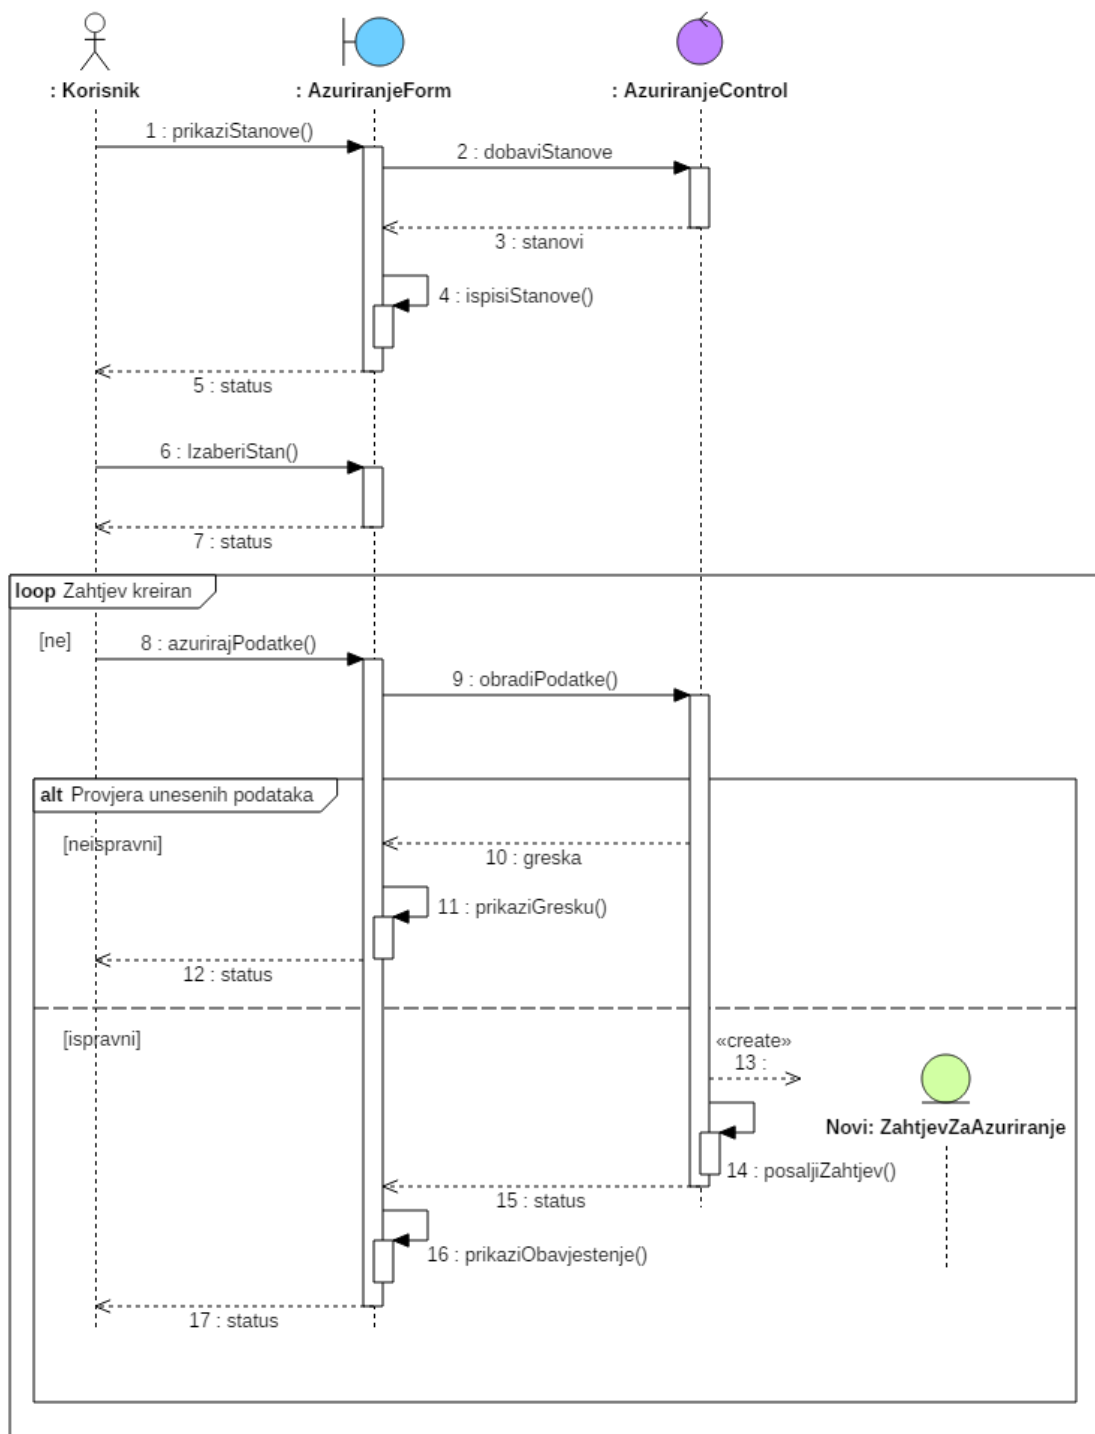 : Korisnik
: AzuriranjeForm
: AzuriranjeControl
1 : prikaziStanove()
2 : dobaviStanove
3 : stanovi
4 : ispisiStanove()
5 : status
6 : IzaberiStan()
7 : status
loop Zahtjev kreiran
[ne]
8 : azurirajPodatke()
9 : obradiPodatke()
alt Provjera unesenih podataka
[neispravni]
10 : greska
11 : prikaziGresku()
12 : status
[ispravni]
«create»
13 :
Novi: ZahtjevZaAzuriranje
14 : posaljiZahtjev()
15 : status
16 : prikaziObavjestenje()
17 : status